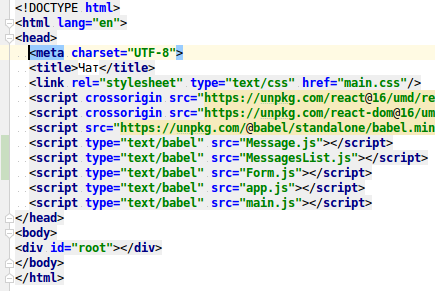 <!DOCTYPE html>
<html lang="en">
<head>
<meta charset="UTF-8">
<title>Чат</title>
<link rel="stylesheet" type="text/css" href="main.css"/>
<script crossorigin src="https://unpkg.com/react@16/umd/re
<script crossorigin src="https://unpkg.com/react-dom@16/um
<script src="https://unpkg.com/@babel/standalone/babel.min
<script type="text/babel" src="Message.js"></script>
<script type="text/babel" src="MessagesList.js"></script>
<script type="text/babel" src="Form.js"></script>
<script type="text/babel" src="app.js"></script>
<script type="text/babel" src="main.js"></script>
</head>
<body>
<div id="root"></div>
</body>
</html>